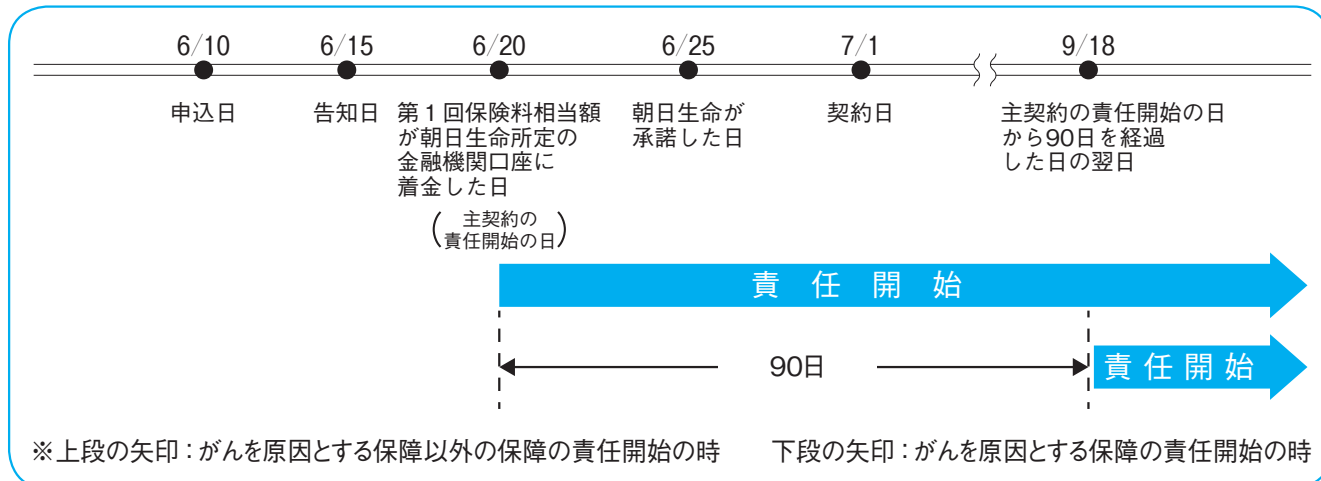 6/10
6/15
6/20
6/25
7/1
9/18
申込日
告知日
第1回保険料相当額
が朝日生命所定の
金融機関口座に
着金した日
(主契約の
責任開始の日)
朝日生命が
承諾した日
契約日
主契約の責任開始の日
から90日を経過
した日の翌日
責任開始
90日
責任開始
※上段の矢印：がんを原因とする保障以外の保障の責任開始の時
下段の矢印：がんを原因とする保障の責任開始の時